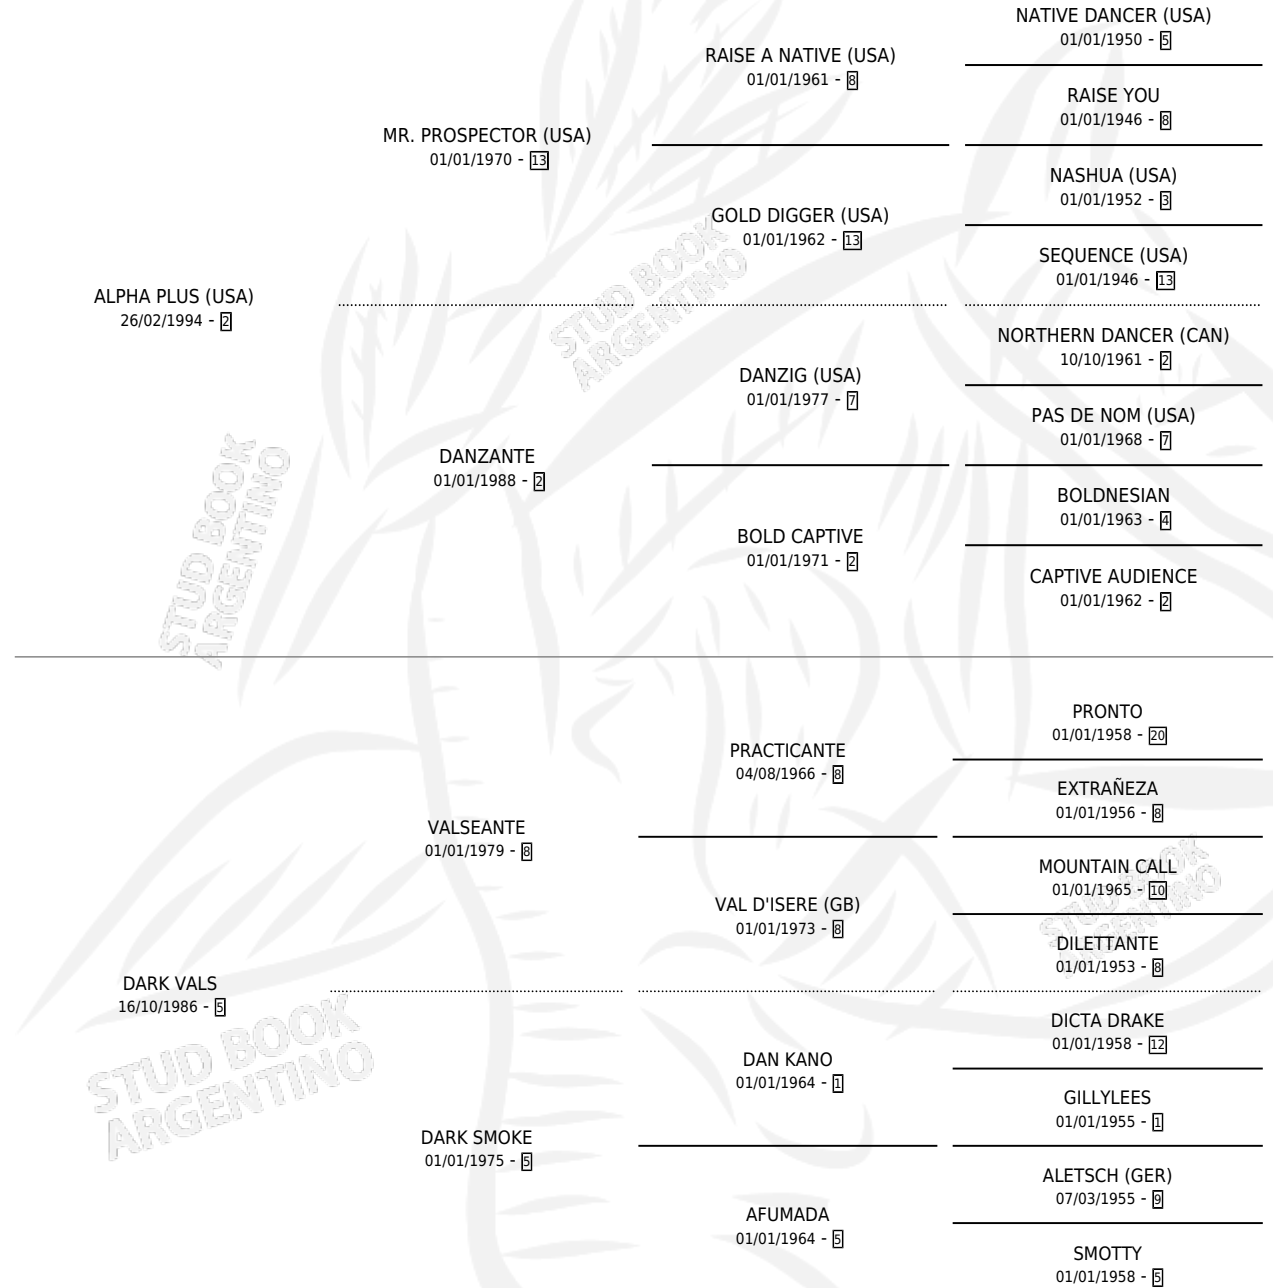 NATIVE DANCER (USA)
01/01/1950 - 5
RAISE A NATIVE (USA)
01/01/1961 - 8
RAISE YOU
01/01/1946 - 8
MR. PROSPECTOR (USA)
01/01/1970 - 13
NASHUA (USA)
01/01/1952 - 3
GOLD DIGGER (USA)
01/01/1962 - 13
SEQUENCE (USA)
01/01/1946 - 13
ALPHA PLUS (USA)
26/02/1994 - 2
NORTHERN DANCER (CAN)
10/10/1961 - 2
DANZIG (USA)
01/01/1977 - 7
PAS DE NOM (USA)
01/01/1968 - 7
DANZANTE
01/01/1988 - 2
BOLDNESIAN
01/01/1963 - 4
BOLD CAPTIVE
01/01/1971 - 2
CAPTIVE AUDIENCE
01/01/1962 - 2
STUD BOOK
ARGENTINO
STUD BOOK
ARGENTINO
PRONTO
01/01/1958 - 20
PRACTICANTE
04/08/1966 - 8
EXTRAÑEZA
01/01/1956 - 8
VALSEANTE
01/01/1979 - 8
MOUNTAIN CALL
01/01/1965 - 10
VAL D'ISERE (GB)
01/01/1973 - 8
DILETTANTE
01/01/1953 - 8
STUD BOOK
ARGENTINO
DARK VALS
16/10/1986 - 5
DICTA DRAKE
01/01/1958 - 12
DAN KANO
01/01/1964 - 1
GILLYLEES
01/01/1955 - 1
STUD BOOK
ARGENTINO
DARK SMOKE
01/01/1975 - 5
ALETSCH (GER)
07/03/1955 - 9
AFUMADA
01/01/1964 - 5
SMOTTY
01/01/1958 - 5